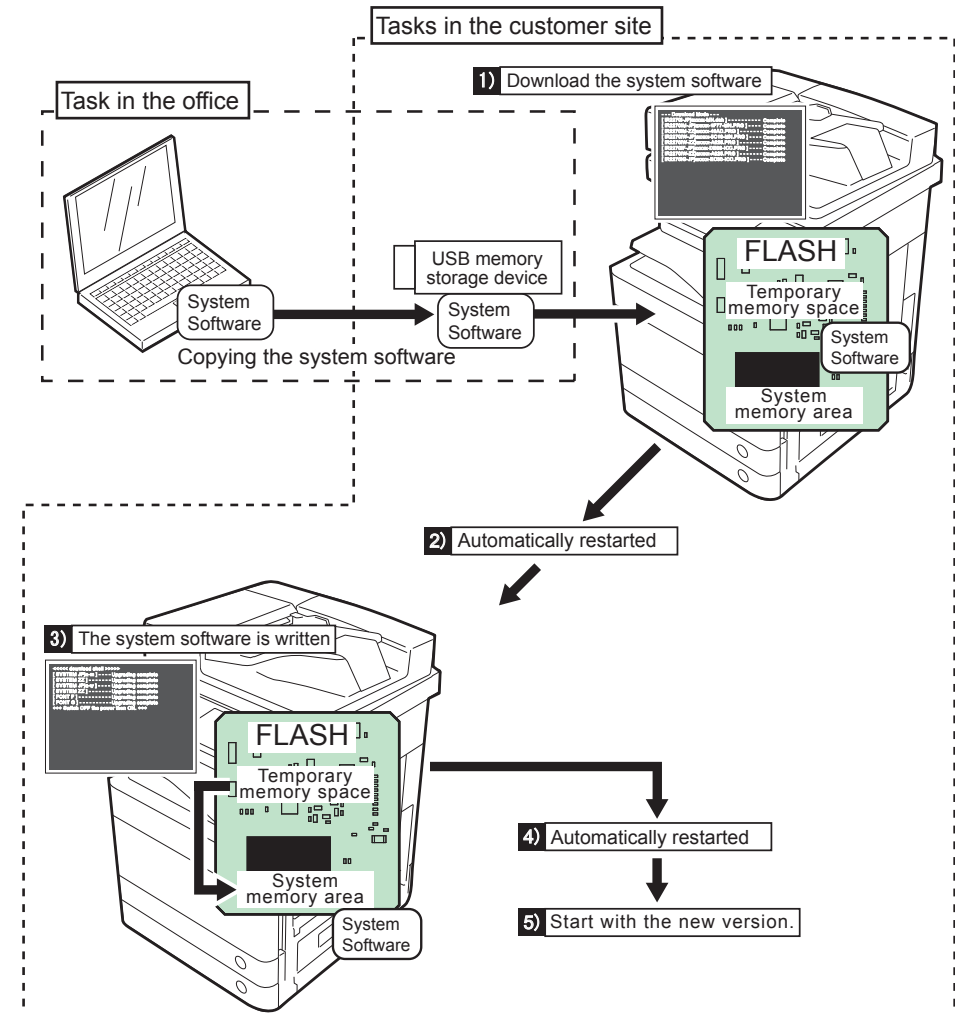 Tasks in the customer site
1) Download the system software
Task in the office
FLASH
USB memory
storage device
Temporary
memory space
System
Software
System
Software
System
Software
Copying the system software
System
memory area
2) Automatically restarted
3) The system software is written
<<<<< download shell >>>>>
FLASH
Temporary
memory space
4) Automatically restarted
System
memory area
5) Start with the new version.
System
Software